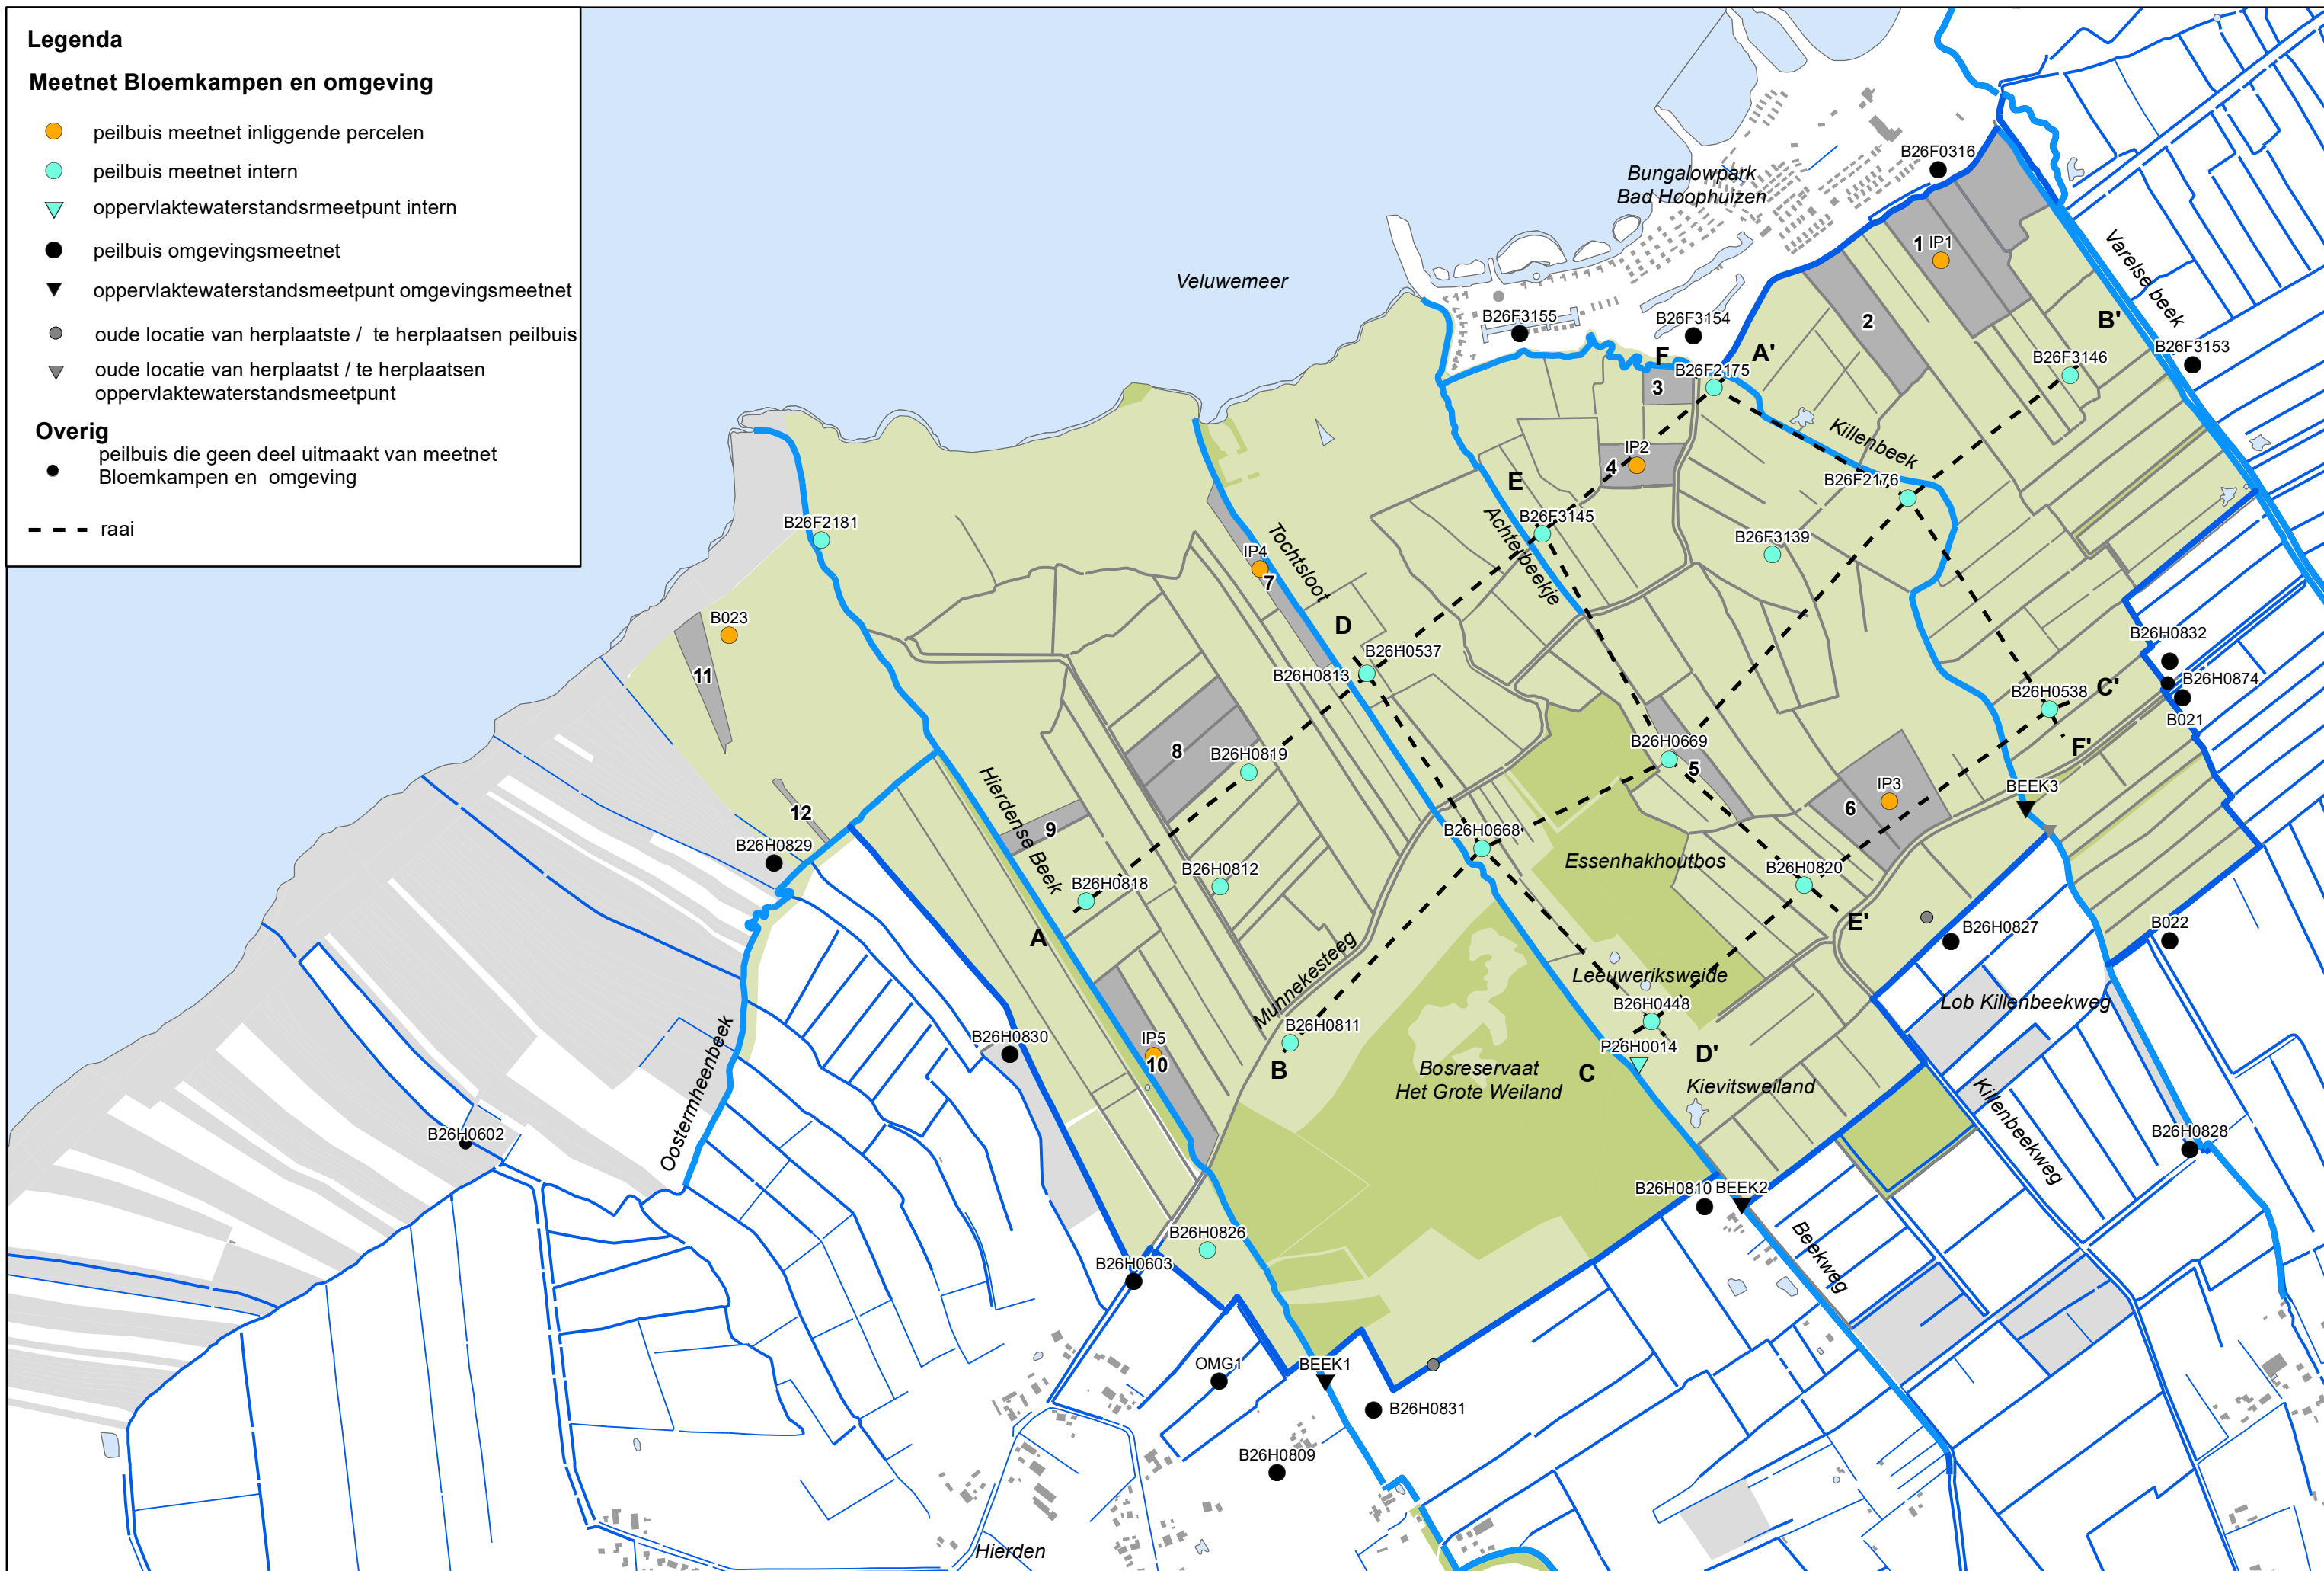 Legenda
Meetnet Bloemkampen en omgeving
peilbuis meetnet inliggende percelen
peilbuis meetnet intern
oppervlaktewaterstandsrmeetpunt intern
peilbuis omgevingsmeetnet
oppervlaktewaterstandsmeetpunt omgevingsmeetnet
oude locatie van herplaatste / te herplaatsen peilbuis
oude locatie van herplaatst / te herplaatsen
oppervlaktewaterstandsmeetpunt
Overig
peilbuis die geen deel uitmaakt van meetnet
Bloemkampen en omgeving
raai
B26F0316
Bungalowpark
Bad Hoophuizen
1 IP1
Varelse beek
Veluwemeer
B26F3155
B26F3154
2
B'
F
A'
B26F3153
B26F2175
B26F3146
3
Killenbeek
IP2
4
E
B26F2176
B26F2181
B26F3145
Achterbeekje
Tochtsloot
B26F3139
IP4
7
B023
D
B26H0832
B26H0537
11
B26H0813
B26H0874
C'
B26H0538
B021
B26H0669
F'
8
B26H0819
5
IP3
BEEK3
Hierdense Beek
12
9
6
B26H0668
B26H0829
Essenhakhoutbos
B26H0812
B26H0820
B26H0818
E'
B022
B26H0827
A
Munnekesteeg
Leeuweriksweide
B26H0448
Lob Killenbeekweg
B26H0811
B26H0830
IP5
10
P26H0014
D'
B
Bosreservaat
Het Grote Weiland
C
Kievitsweiland
Oostermheenbeek
Killenbeekweg
B26H0602
B26H0828
B26H0810
BEEK2
B26H0826
Beekweg
B26H0603
OMG1
BEEK1
B26H0831
B26H0809
Hierden